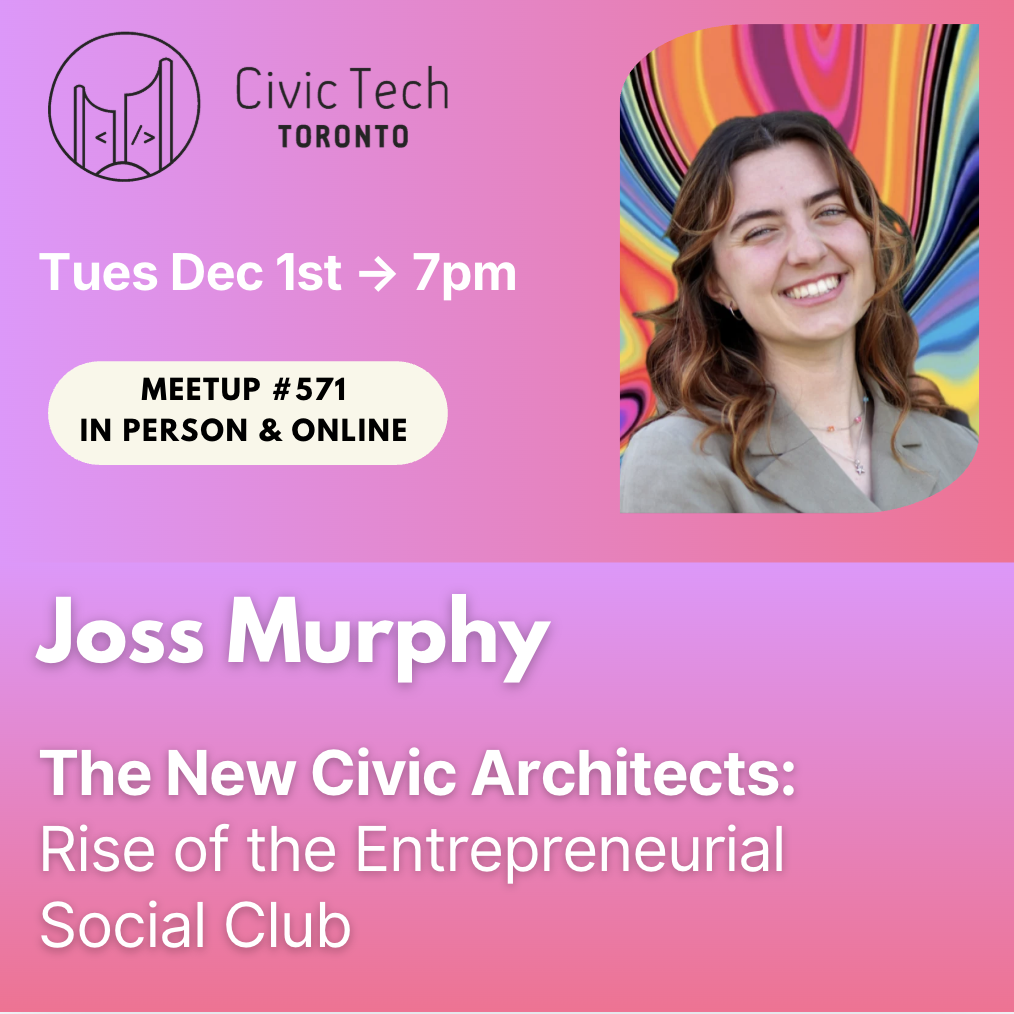 Civic Tech
TORONTO
< />
Tues Dec 1st → 7pm
MEETUP #571
IN PERSON & ONLINE
Joss Murphy
The New Civic Architects:
Rise of the Entrepreneurial
Social Club